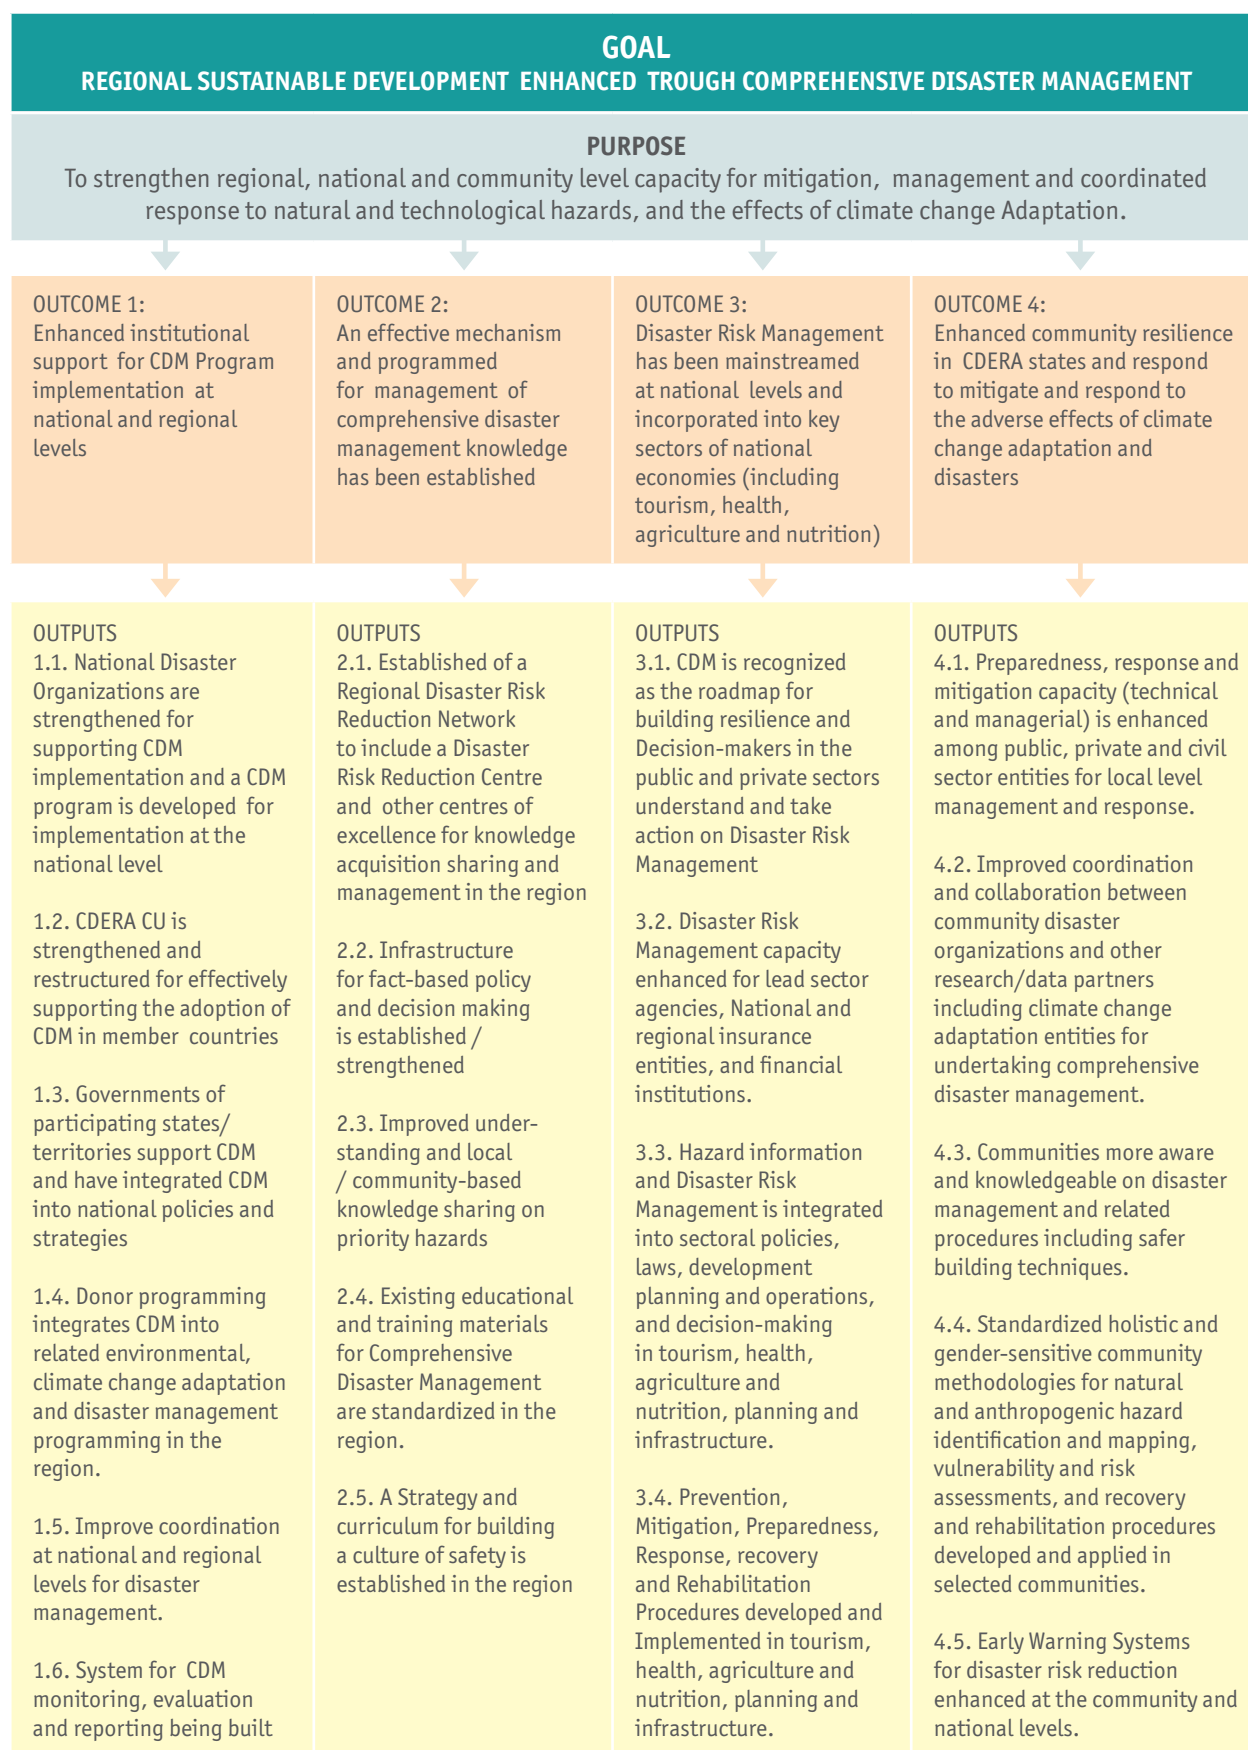 GOAL
REGIONAL SUSTAINABLE DEVELOPMENT ENHANCED TROUGH COMPREHENSIVE DISASTER MANAGEMENT
PURPOSE
To strengthen regional, national and community level capacity for mitigation, management and coordinated
response to natural and technological hazards, and the effects of climate change Adaptation.
OUTCOME 1:
Enhanced institutional
support for CDM Program
implementation at
national and regional
levels
OUTCOME 2:
An effective mechanism
and programmed
for management of
comprehensive disaster
management knowledge
has been established
OUTCOME 3:
Disaster Risk Management
has been mainstreamed
at national levels and
incorporated into key
sectors of national
economies (including
tourism, health,
agriculture and nutrition)
OUTCOME 4:
Enhanced community resilience
in CDERA states and respond
to mitigate and respond to
the adverse effects of climate
change adaptation and
disasters
OUTPUTS
1.1. National Disaster
Organizations are
strengthened for
supporting CDM
implementation and a CDM
program is developed for
implementation at the
national level
1.2. CDERA CU is
strengthened and
restructured for effectively
supporting the adoption of
CDM in member countries
1.3. Governments of
participating states/
territories support CDM
and have integrated CDM
into national policies and
strategies
1.4. Donor programming
integrates CDM into
related environmental,
climate change adaptation
and disaster management
programming in the
region.
1.5. Improve coordination
at national and regional
levels for disaster
management.
1.6. System for CDM
monitoring, evaluation
and reporting being built
OUTPUTS
2.1. Established of a
Regional Disaster Risk
Reduction Network
to include a Disaster
Risk Reduction Centre
and other centres of
excellence for knowledge
acquisition sharing and
management in the region
2.2. Infrastructure
for fact-based policy
and decision making
is established /
strengthened
2.3. Improved under-
standing and local
/ community-based
knowledge sharing on
priority hazards
2.4. Existing educational
and training materials
for Comprehensive
Disaster Management
are standardized in the
region.
2.5. A Strategy and
curriculum for building
a culture of safety is
established in the region
OUTPUTS
3.1. CDM is recognized
as the roadmap for
building resilience and
Decision-makers in the
public and private sectors
understand and take
action on Disaster Risk
Management
3.2. Disaster Risk
Management capacity
enhanced for lead sector
agencies, National and
regional insurance
entities, and financial
institutions.
3.3. Hazard information
and Disaster Risk
Management is integrated
into sectoral policies,
laws, development
planning and operations,
and decision-making
in tourism, health,
agriculture and
nutrition, planning and
infrastructure.
3.4. Prevention,
Mitigation, Preparedness,
Response, recovery
and Rehabilitation
Procedures developed and
Implemented in tourism,
health, agriculture and
nutrition, planning and
infrastructure.
OUTPUTS
4.1. Preparedness, response and
mitigation capacity (technical
and managerial) is enhanced
among public, private and civil
sector entities for local level
management and response.
4.2. Improved coordination
and collaboration between
community disaster
organizations and other
research/data partners
including climate change
adaptation entities for
undertaking comprehensive
disaster management.
4.3. Communities more aware
and knowledgeable on disaster
management and related
procedures including safer
building techniques.
4.4. Standardized holistic and
gender-sensitive community
methodologies for natural
and anthropogenic hazard
identification and mapping,
vulnerability and risk
assessments, and recovery
and rehabilitation procedures
developed and applied in
selected communities.
4.5. Early Warning Systems
for disaster risk reduction
enhanced at the community and
national levels.